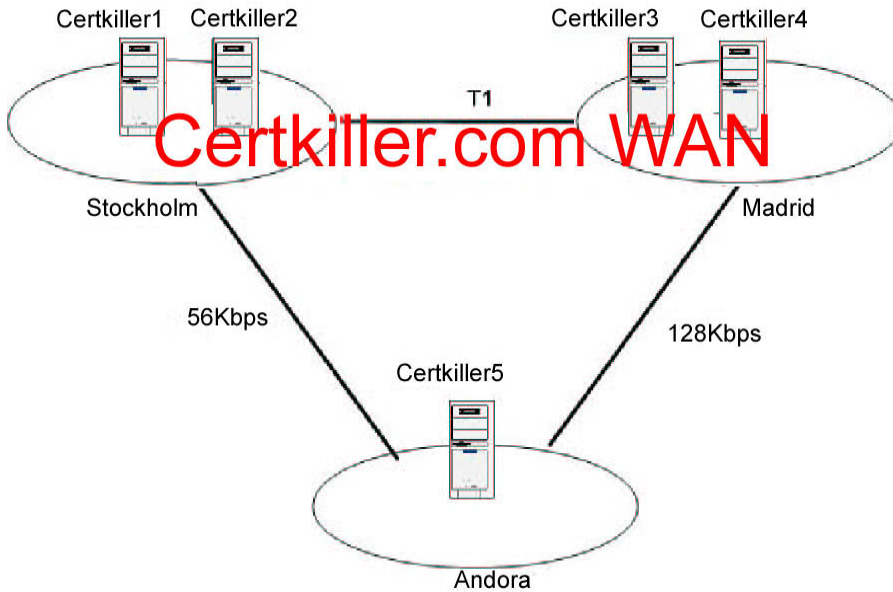 Certkiller1
Certkiller2
Certkiller3
Certkiller4
T1
Certkiller.com WAN
Stockholm
Madrid
56Kbps
128Kbps
Certkiller5
Andora